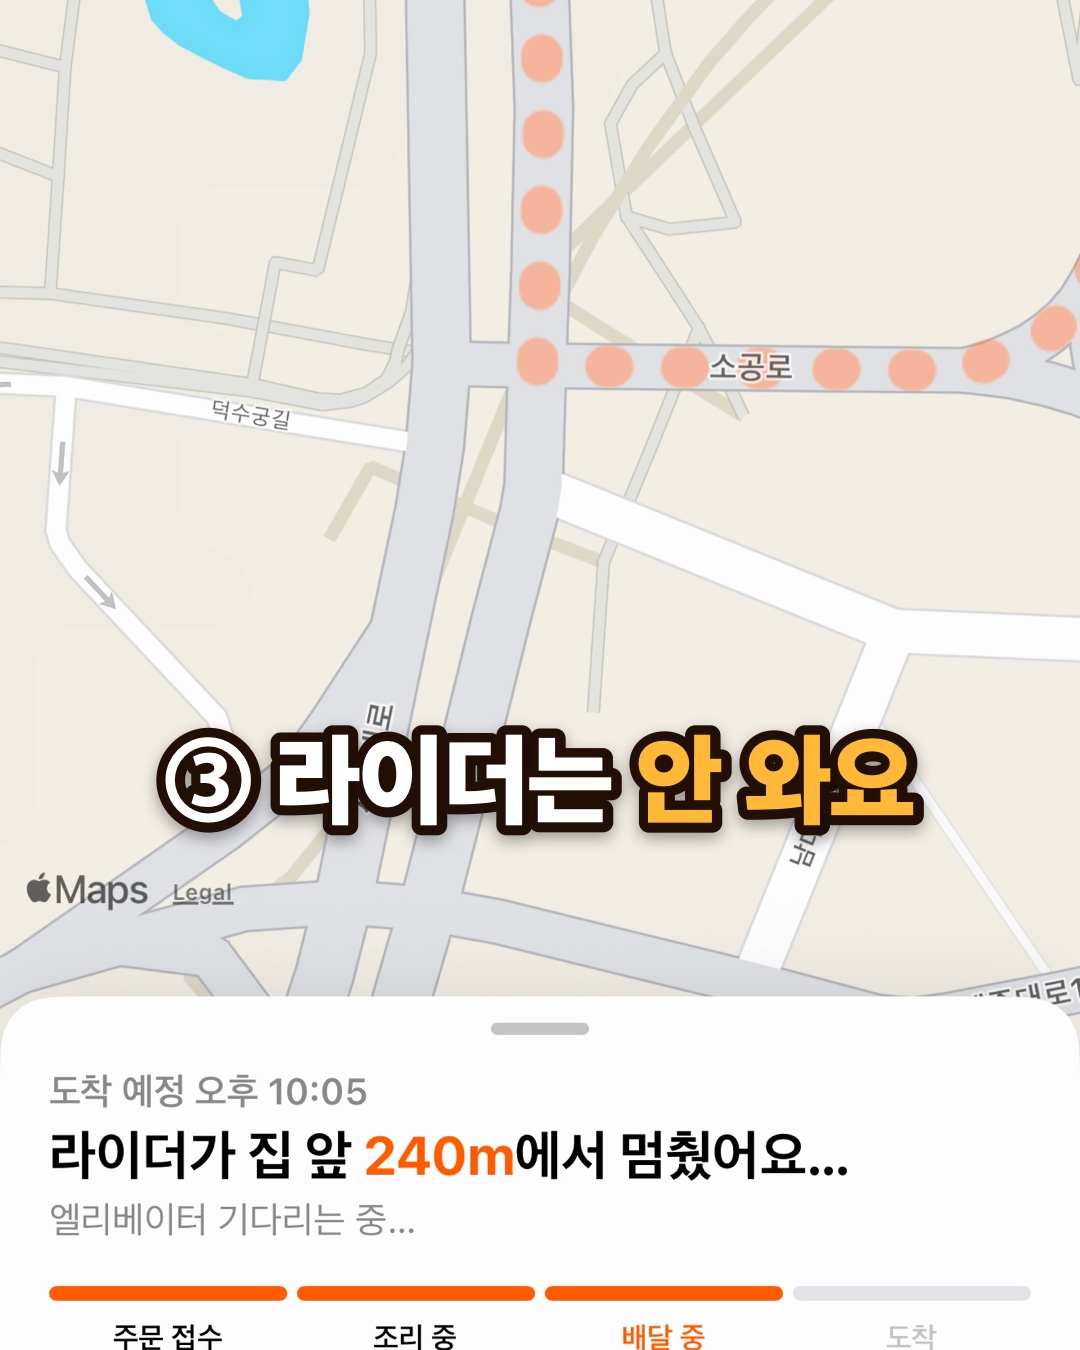 소공로
덕수궁길
③ 라이더는 안 와요
Maps
Legal
도착 예정 오후 10:05
라이더가 집 앞 240m에서 멈췄어요...
엘리베이터 기다리는 중...
주문 접수
조리 중
배달 중
도착